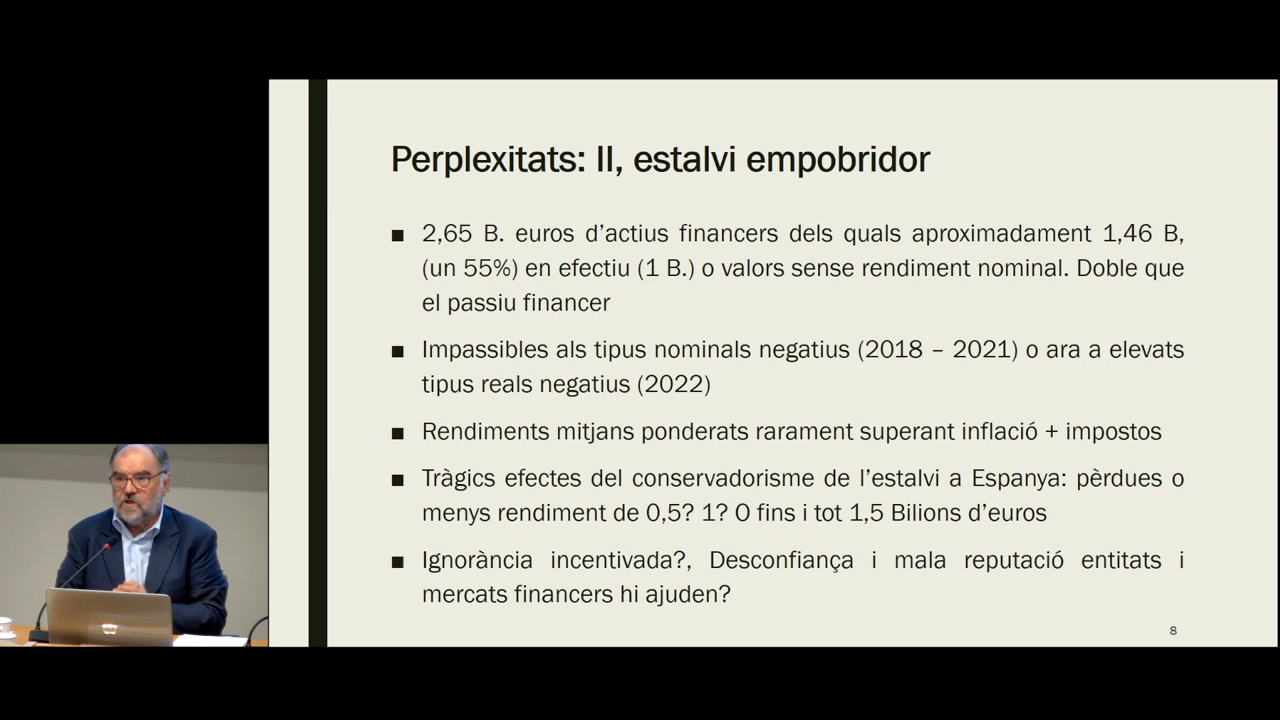 Perplexitats: II, estalvi empobridor
■ 2,65 B. euros d’actius financers dels quals aproximadament 1,46 B,
(un 55%) en efectiu (1 B.) o valors sense rendiment nominal. Doble que
el passiu financer
■ Impassibles als tipus nominals negatius (2018 – 2021) o ara a elevats
tipus reals negatius (2022)
■ Rendiments mitjans ponderats rarament superant inflació + impostos
■ Tràgics efectes del conservadorisme de l’estalvi a Espanya: pèrdues o
menys rendiment de 0,5? 1? O fins i tot 1,5 Bilions d’euros
■ Ignorància incentivada?, Desconfiança i mala reputació entitats i
mercats financers hi ajuden?
8